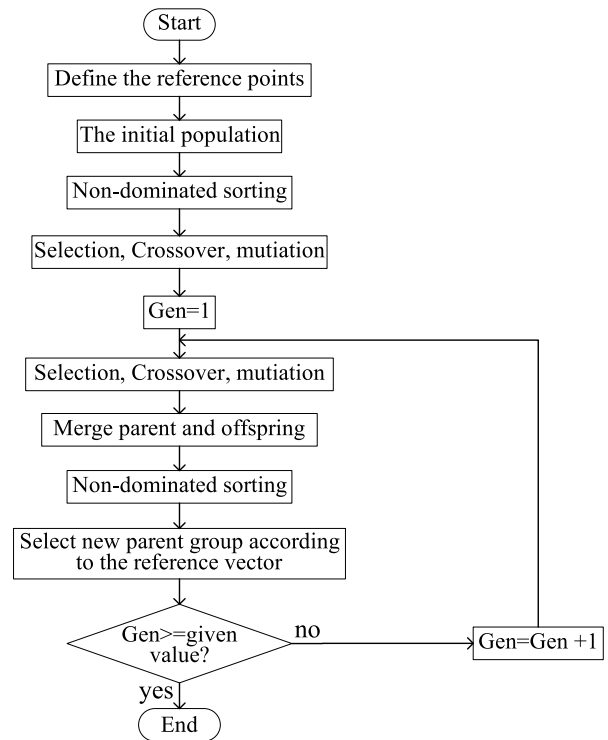 Start
Define the reference points
The initial population
Non-dominated sorting
Selection, Crossover, mutiation
Gen=1
Selection, Crossover, mutiation
Merge parent and offspring
Non-dominated sorting
Select new parent group according
to the reference vector
Gen>=given
value?
no
Gen=Gen +1
yes
End